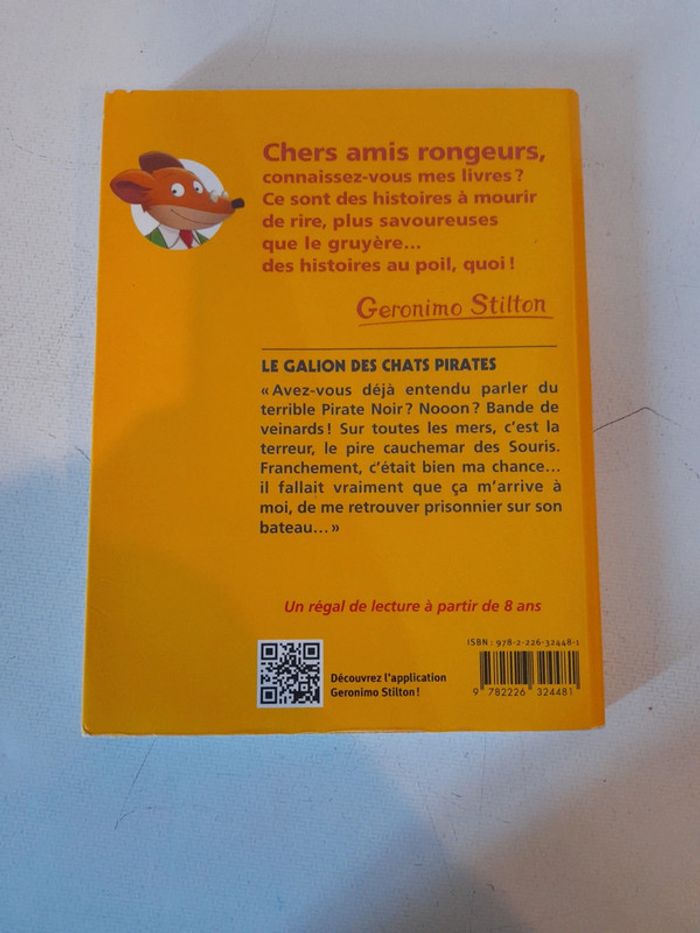 Chers amis rongeurs,
connaissez-vous mes livres ?
Ce sont des histoires à mourir
de rire, plus savoureuses
que le gruyère...
des histoires au poil, quoi !
Geronimo Stilton
LE GALION DES CHATS PIRATES
« Avez-vous déjà entendu parler du
terrible Pirate Noir ? Nooon ? Bande de
veinards ! Sur toutes les mers, c'est la
terreur, le pire cauchemar des Souris.
Franchement, c'était bien ma chance...
il fallait vraiment que ça m'arrive à
moi, de me retrouver prisonnier sur son
bateau... »
Un régal de lecture à partir de 8 ans
Découvrez l'application
Geronimo Stilton !
ISBN : 978-2-226-32448-1
9 782226 324481